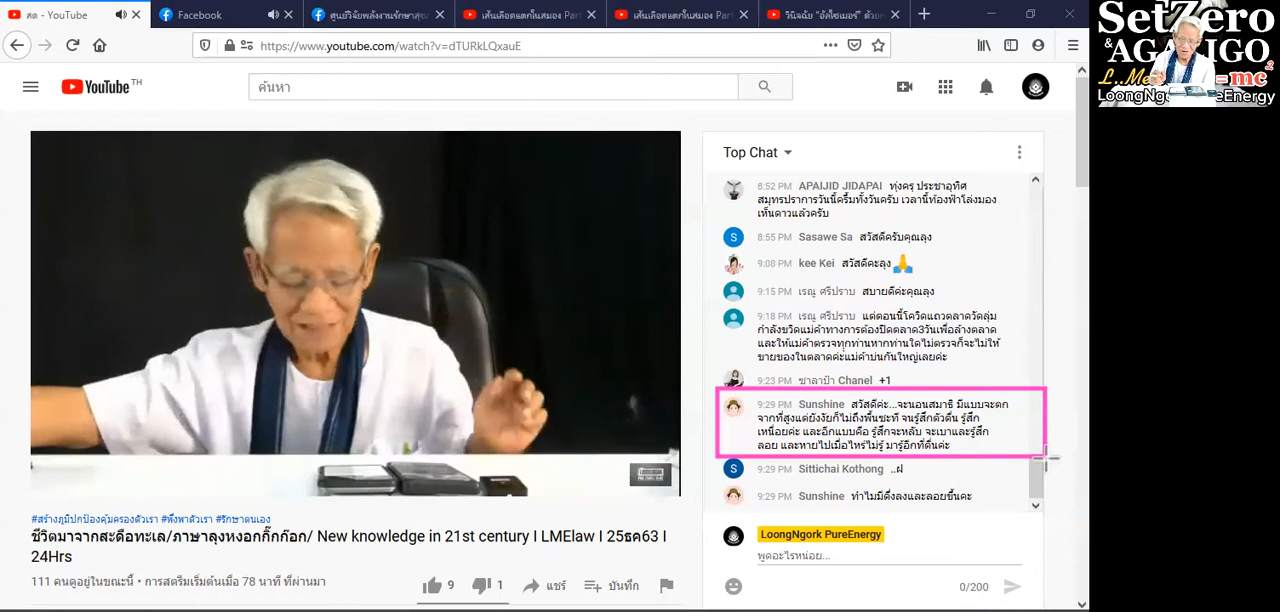 สด - YouTube
Facebook
ศูนย์วิจัยพลังงานรักษาสุข
เส้นเลือดแตกในสมอง Part
เส้นเลือดแตกในสมอง Part
วินิจฉัย "อัลไซเมอร์" ด้วย
https://www.youtube.com/watch?v=dTURkLQxauE
YouTube TH
ค้นหา
Top Chat
8:52 PM APAIJID JIDAPAI ทุ่งครุ ประชาอุทิศ
สมุทรปราการวันนี้ครึ้มทั้งวันครับ เวลานี้ท้องฟ้าโล่งมอง
เห็นดาวแล้วครับ
8:55 PM Sasawe Sa สวัสดีครับคุณลุง
9:08 PM kee Kei สวัสดีคะลุง
9:15 PM เรณู ศรีปราบ สบายดีค่ะคุณลุง
9:18 PM เรณู ศรีปราบ แต่ตอนนี้โควิดแถวตลาดวัดลุ่ม
กำลังขวิดแม่ค้าทางการต้องปิดตลาด3วันเพื่อล้างตลาด
และให้แม่ค้าตรวจทุกท่านหากท่านใดไม่ตรวจก็จะไม่ให้
ขายของในตลาดค่ะแม่ค้าบ่นกันใหญ่เลยค่ะ
9:23 PM ซาลาเปา Chanel +1
9:29 PM Sunshine สวัสดีค่ะ...จะนอนสมาธิ มีแบบจะตก
จากที่สูงแต่ยังงัยก็ไม่ถึงพื้นซะที จนรู้สึกตัวตื่น รู้สึก
เหนื่อยค่ะ และอีกแบบคือ รู้สึกจะหลับ จะเบาและรู้สึก
ลอย และหายไปเมื่อไหร่ไม่รู้ มารู้อีกที่ตื่นค่ะ
9:29 PM Sittichai Kothong ..ฝ
9:29 PM Sunshine ทำไมมีดึ่งลงและลอยขึ้นคะ
LoongNgork PureEnergy
พูดอะไรหน่อย...
0/200
#สร้างภูมิปกป้องคุ้มครองตัวเรา #พึ่งพาตัวเรา #รักษาตนเอง
ชีวิตมาจากสะดือทะเล/ภาษาลุงหงอกกิ๊กก๊อก/ New knowledge in 21st century I LMElaw I 25ธค63 I
24Hrs
111 คนดูอยู่ในขณะนี้ • การสตรีมเริ่มต้นเมื่อ 78 นาที ที่ผ่านมา
9
1
แชร์
บันทึก
SetZero
&
=mc²